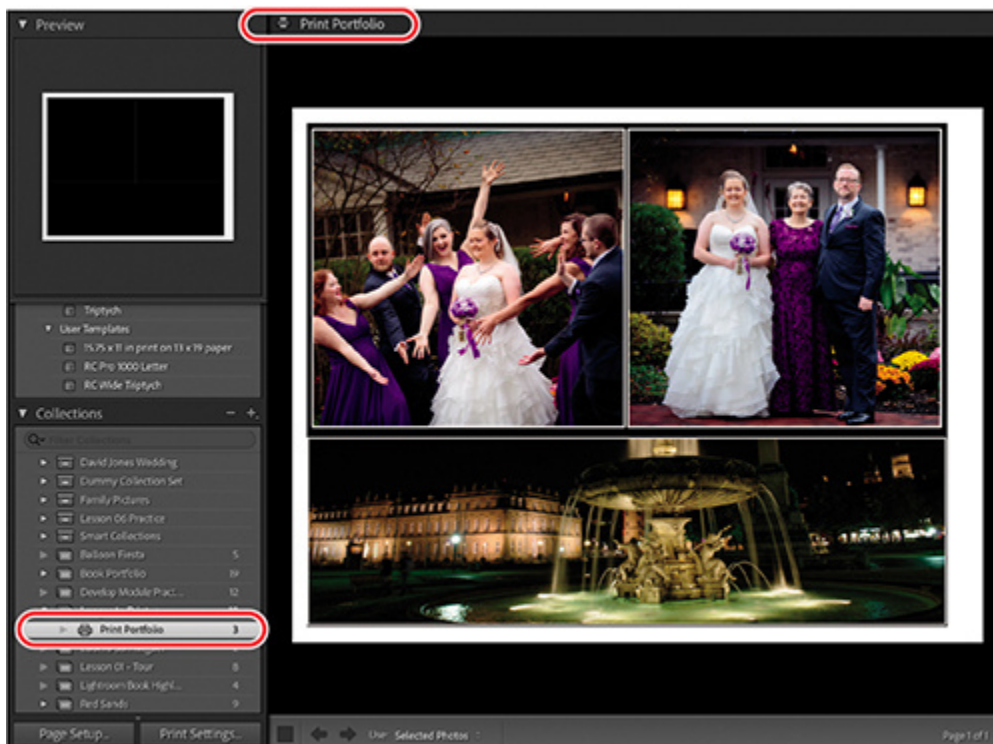 Preview
Print Portfolio
Triptych
User Templates
15.75 x 11 in print on 13 x 19 paper
RC Pro 1000 Letter
RC Wide Triptych
Collections
Filter Collections
David Jones Wedding
Dummy Collection Set
Family Pictures
Lesson 06 Practice
Smart Collections
Balloon Fiesta 5
Book Portfolio 19
Develop Module Pract... 12
Print Portfolio 3
Lesson 01 - Tour 8
Lightroom Book Highl... 4
Red Sands 9
Page Setup...
Print Settings...
Use: Selected Photos
Page 1 of 1